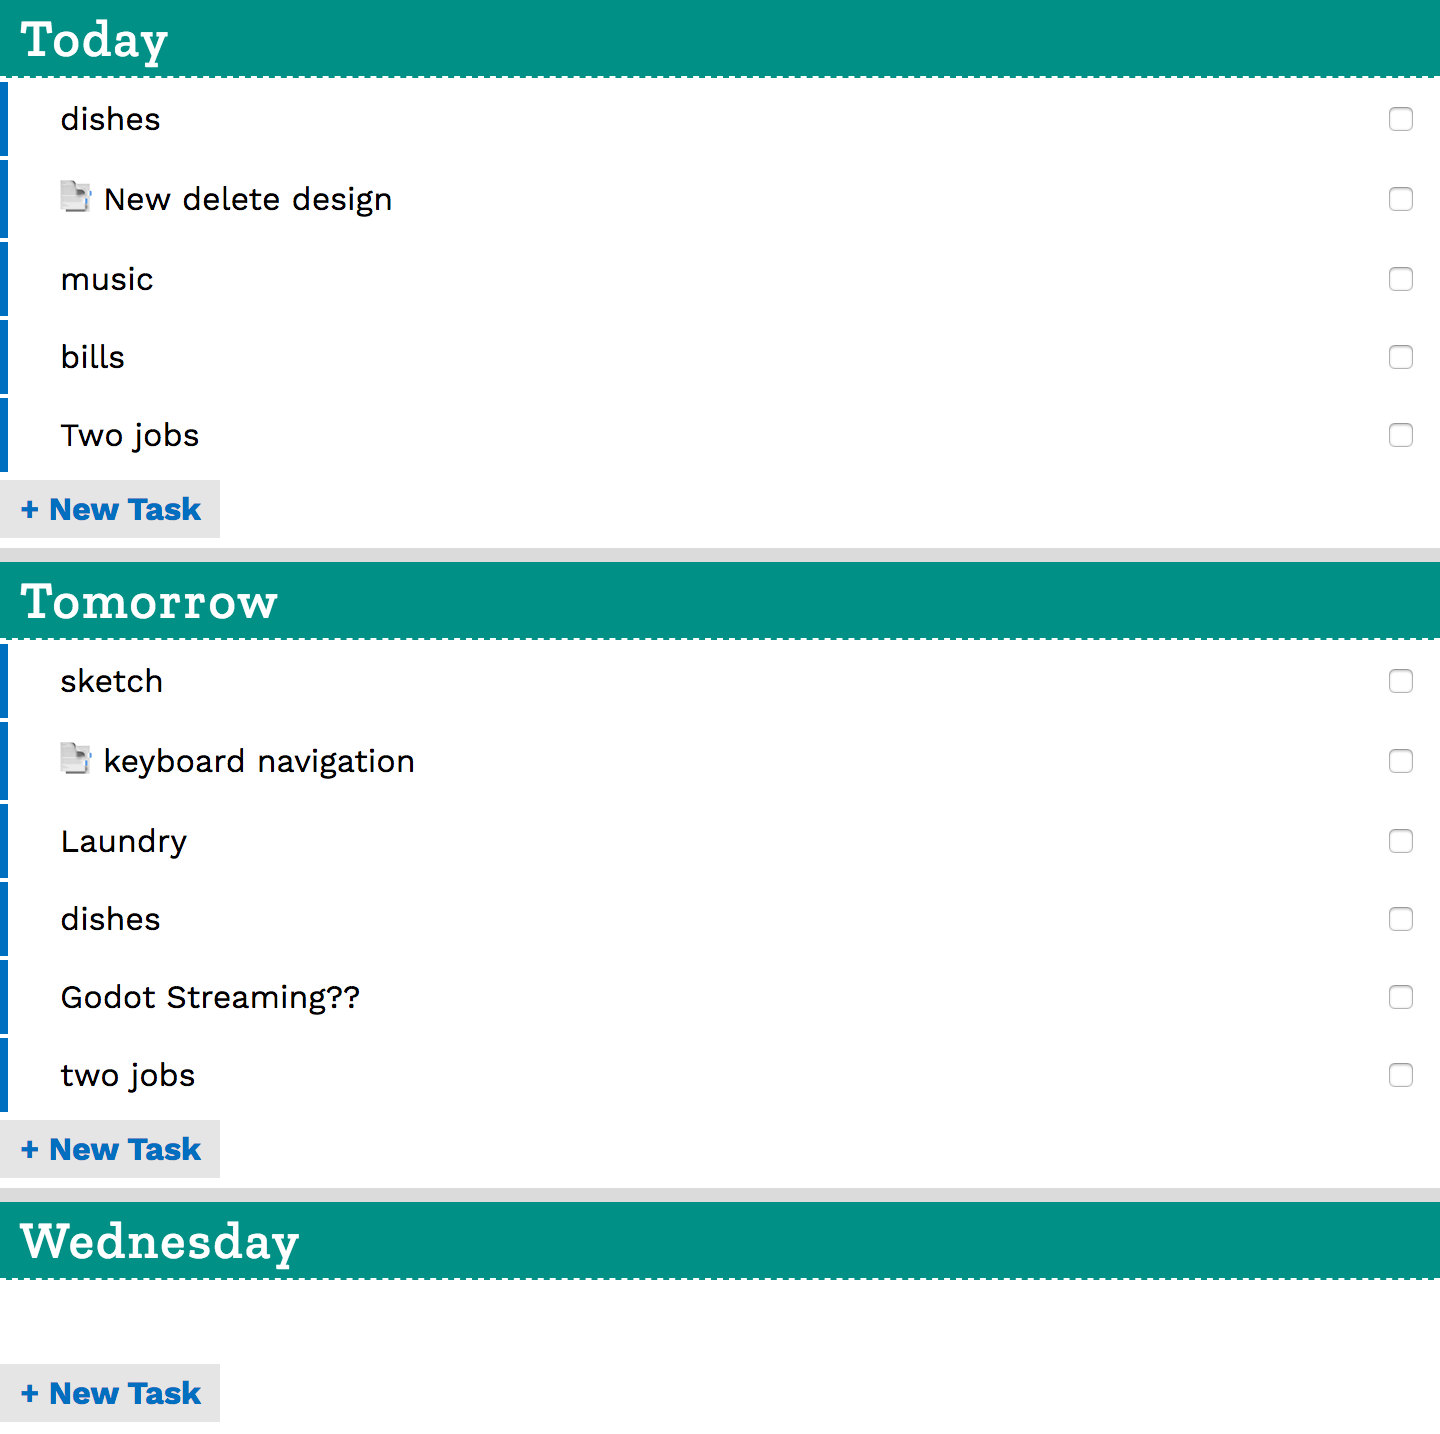 Today
dishes
New delete design
music
bills
Two jobs
+ New Task
Tomorrow
sketch
keyboard navigation
Laundry
dishes
Godot Streaming??
two jobs
+ New Task
Wednesday
+ New Task